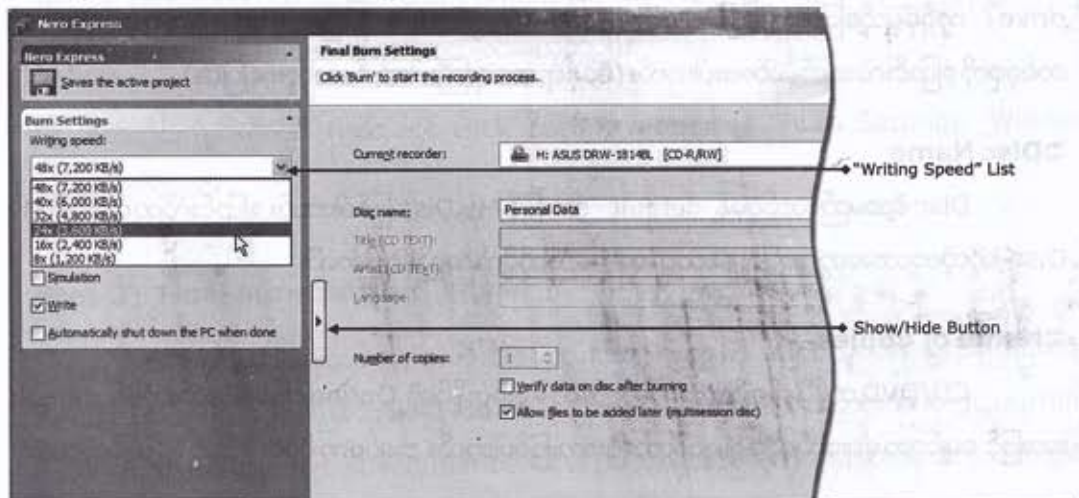 Nero Express
Nero Express
Saves the active project
Burn Settings
Writing speed:
48x (7,200 KB/s)
48x (7,200 KB/s)
40x (6,000 KB/s)
32x (4,800 KB/s)
24x (3,600 KB/s)
16x (2,400 KB/s)
8x (1,200 KB/s)
Simulation
Write
Automatically shut down the PC when done
Final Burn Settings
Click 'Burn' to start the recording process.
Current recorder: H: ASUS DRW-1814BL [CD-R/RW]
Disc name: Personal Data
Title (CD TEXT):
Artist (CD TEXT):
Language
Number of copies: 1
Verify data on disc after burning
Allow files to be added later (multisession disc)
"Writing Speed" List
Show/Hide Button